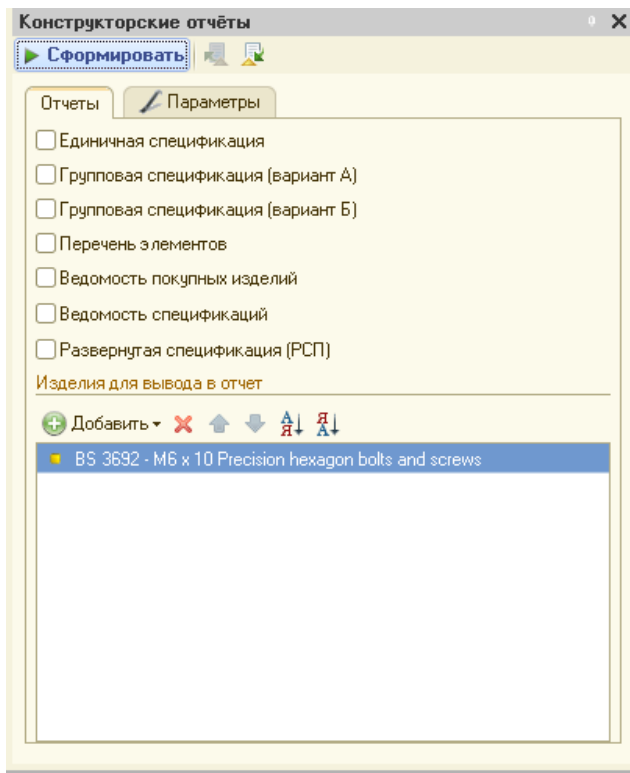 Конструкторские отчёты
Сформировать
Отчеты
Параметры
Единичная спецификация
Групповая спецификация (вариант А)
Групповая спецификация (вариант Б)
Перечень элементов
Ведомость покупных изделий
Ведомость спецификаций
Развернутая спецификация (РСП)
Изделия для вывода в отчет
Добавить
BS 3692 - M6 x 10 Precision hexagon bolts and screws